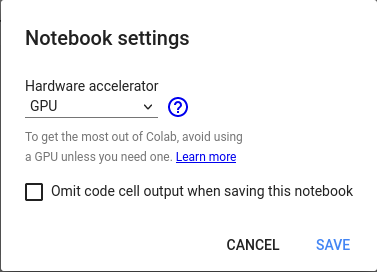 Notebook settings
Hardware accelerator
GPU
?
To get the most out of Colab, avoid using
a GPU unless you need one. Learn more
Omit code cell output when saving this notebook
CANCEL SAVE